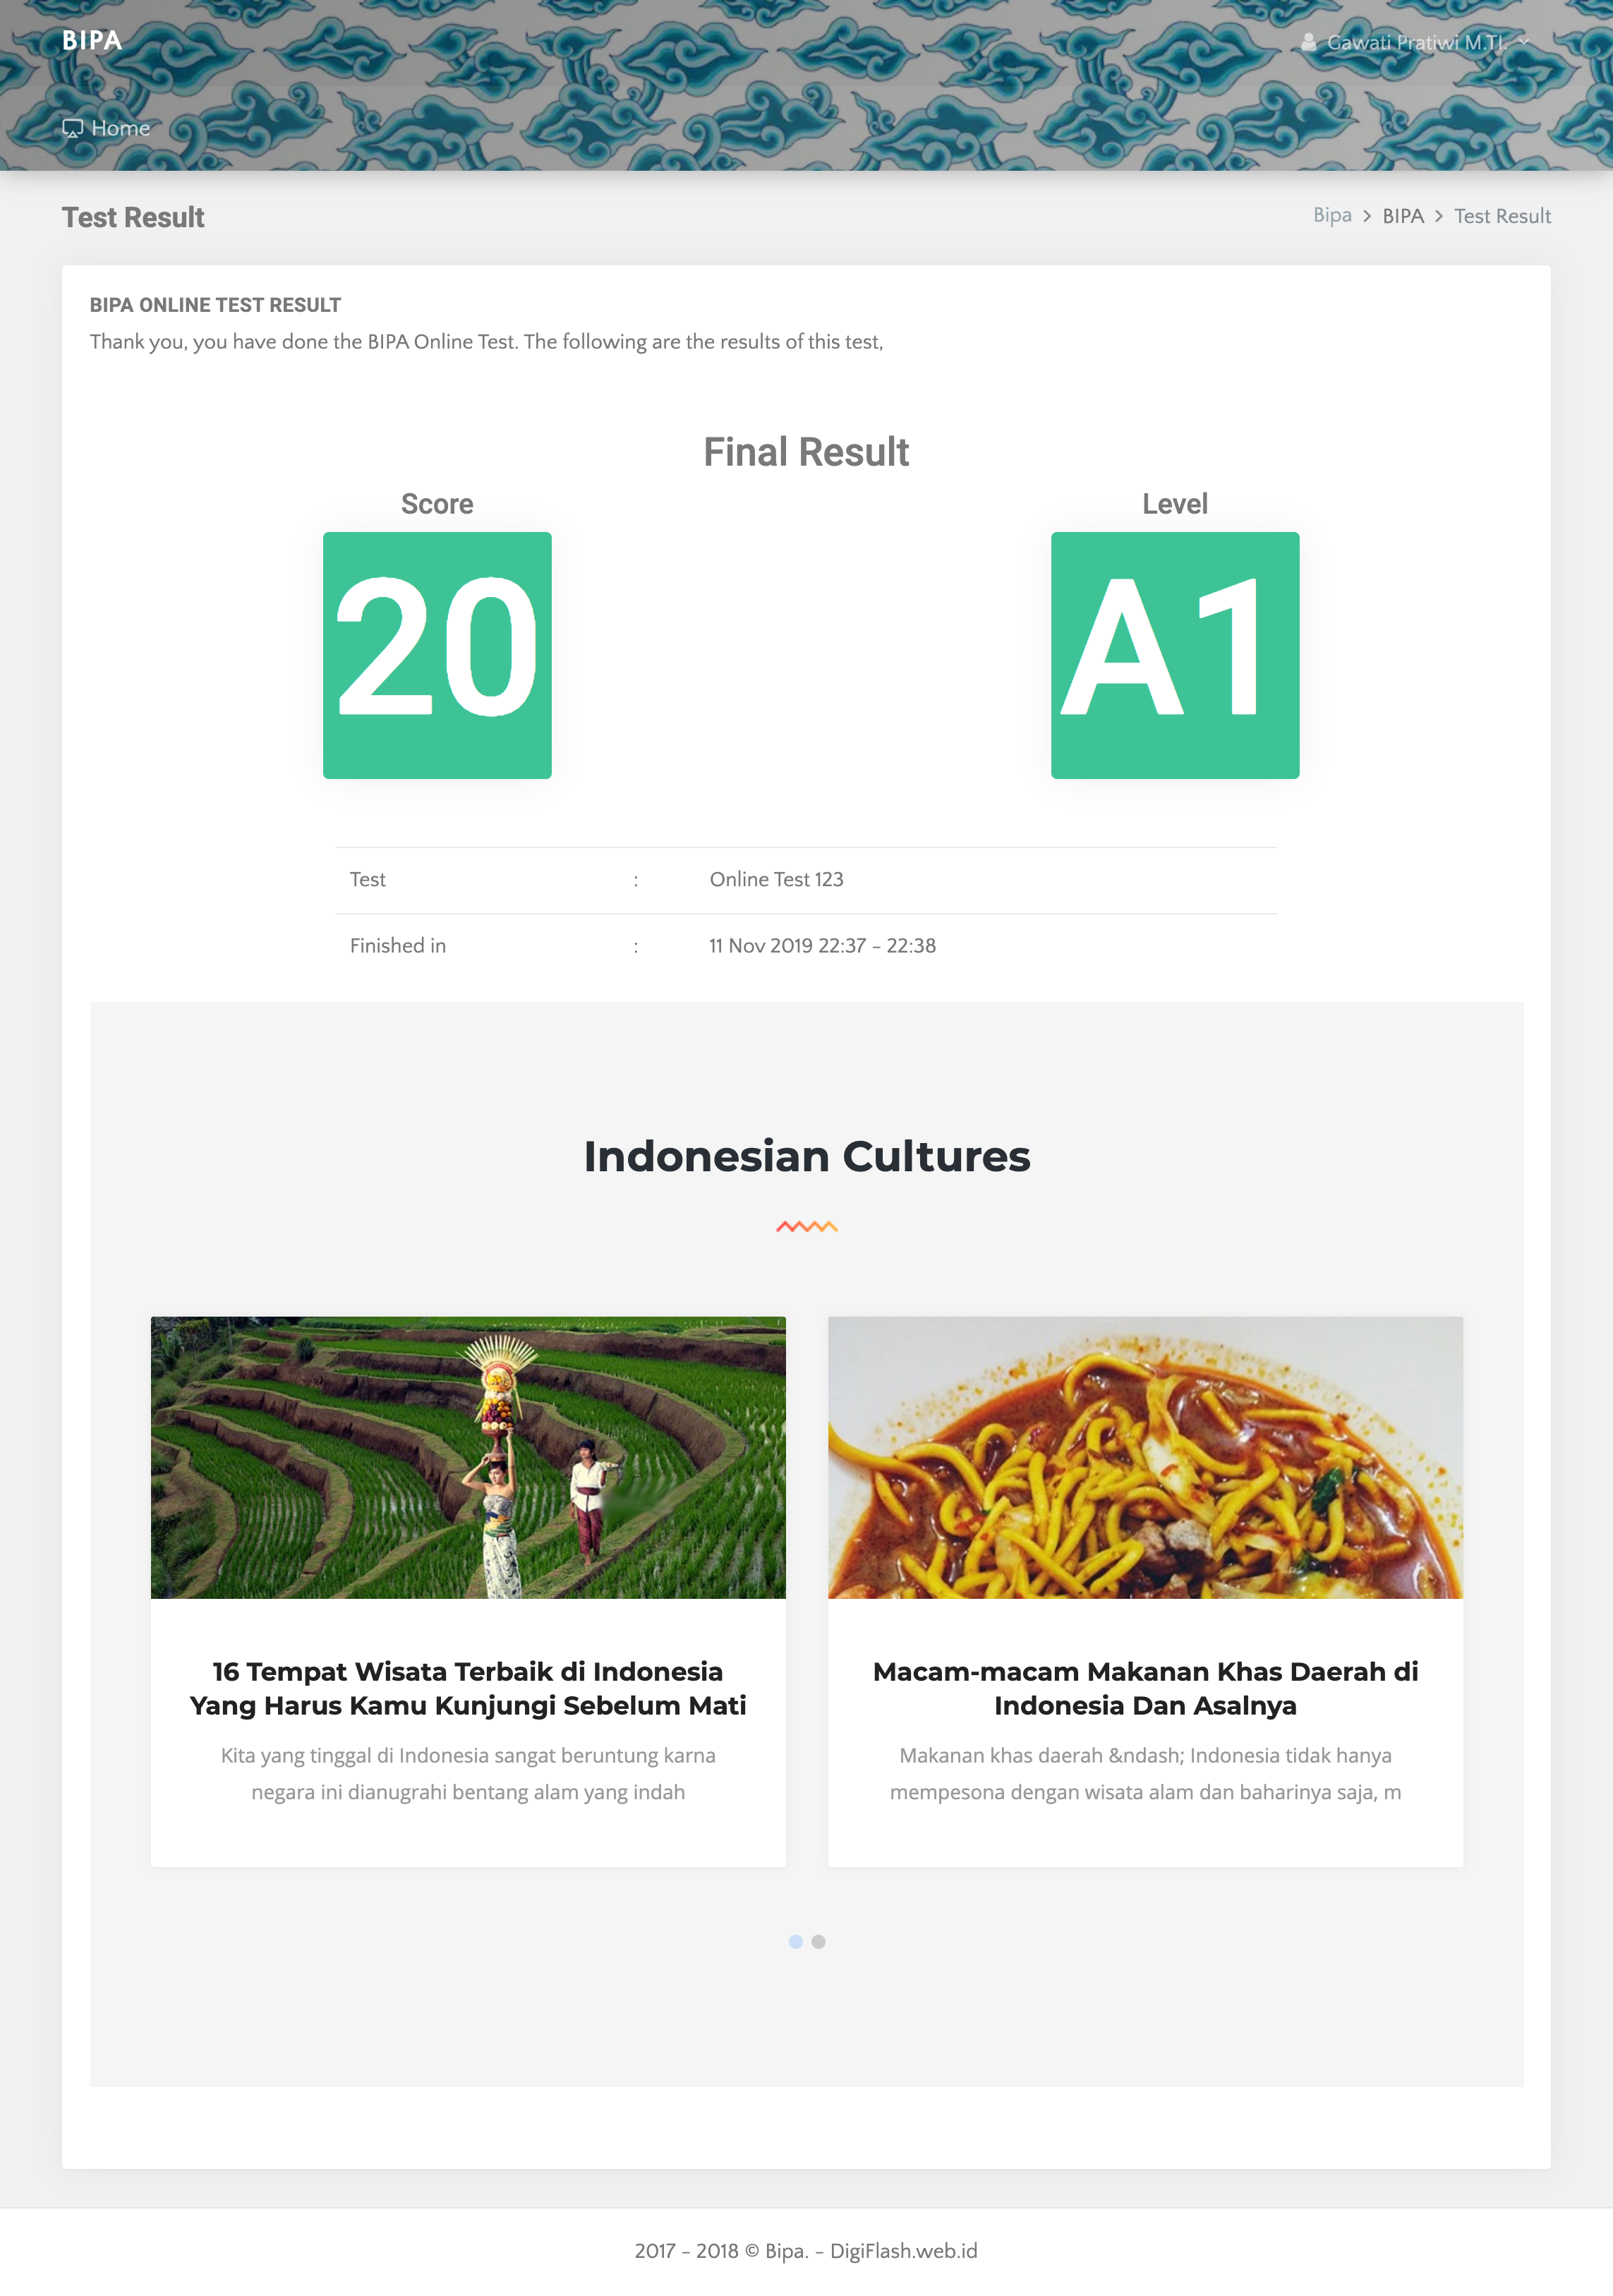 BIPA
Gawati Pratiwi M.TI.
Home
Test Result
Bipa > BIPA > Test Result
BIPA ONLINE TEST RESULT
Thank you, you have done the BIPA Online Test. The following are the results of this test,
Final Result
Score
Level
20
A1
Test : Online Test 123
Finished in : 11 Nov 2019 22:37 - 22:38
Indonesian Cultures
16 Tempat Wisata Terbaik di Indonesia
Yang Harus Kamu Kunjungi Sebelum Mati
Kita yang tinggal di Indonesia sangat beruntung karna
negara ini dianugrahi bentang alam yang indah
Macam-macam Makanan Khas Daerah di
Indonesia Dan Asalnya
Makanan khas daerah &ndash; Indonesia tidak hanya
mempesona dengan wisata alam dan baharinya saja, m
2017 - 2018 © Bipa. - DigiFlash.web.id